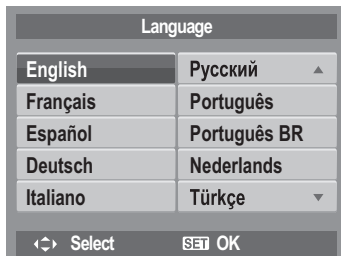 Language
English Русский
Français Português
Español Português BR
Deutsch Nederlands
Italiano Türkçe
Select SET OK